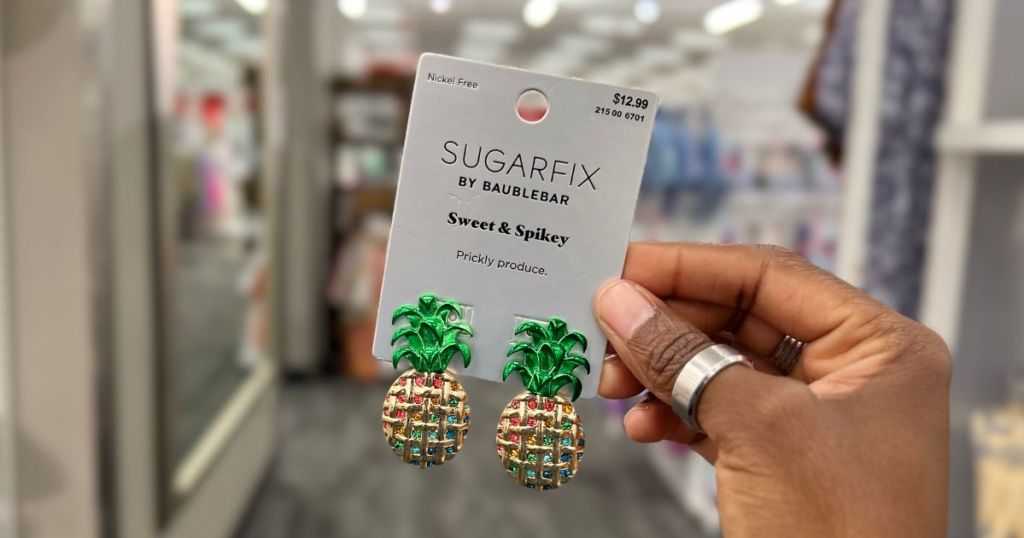 Nickel Free
$12.99
215 00 6701
SUGARFIX
BY BAUBLEBAR
Sweet & Spikey
Prickly produce.